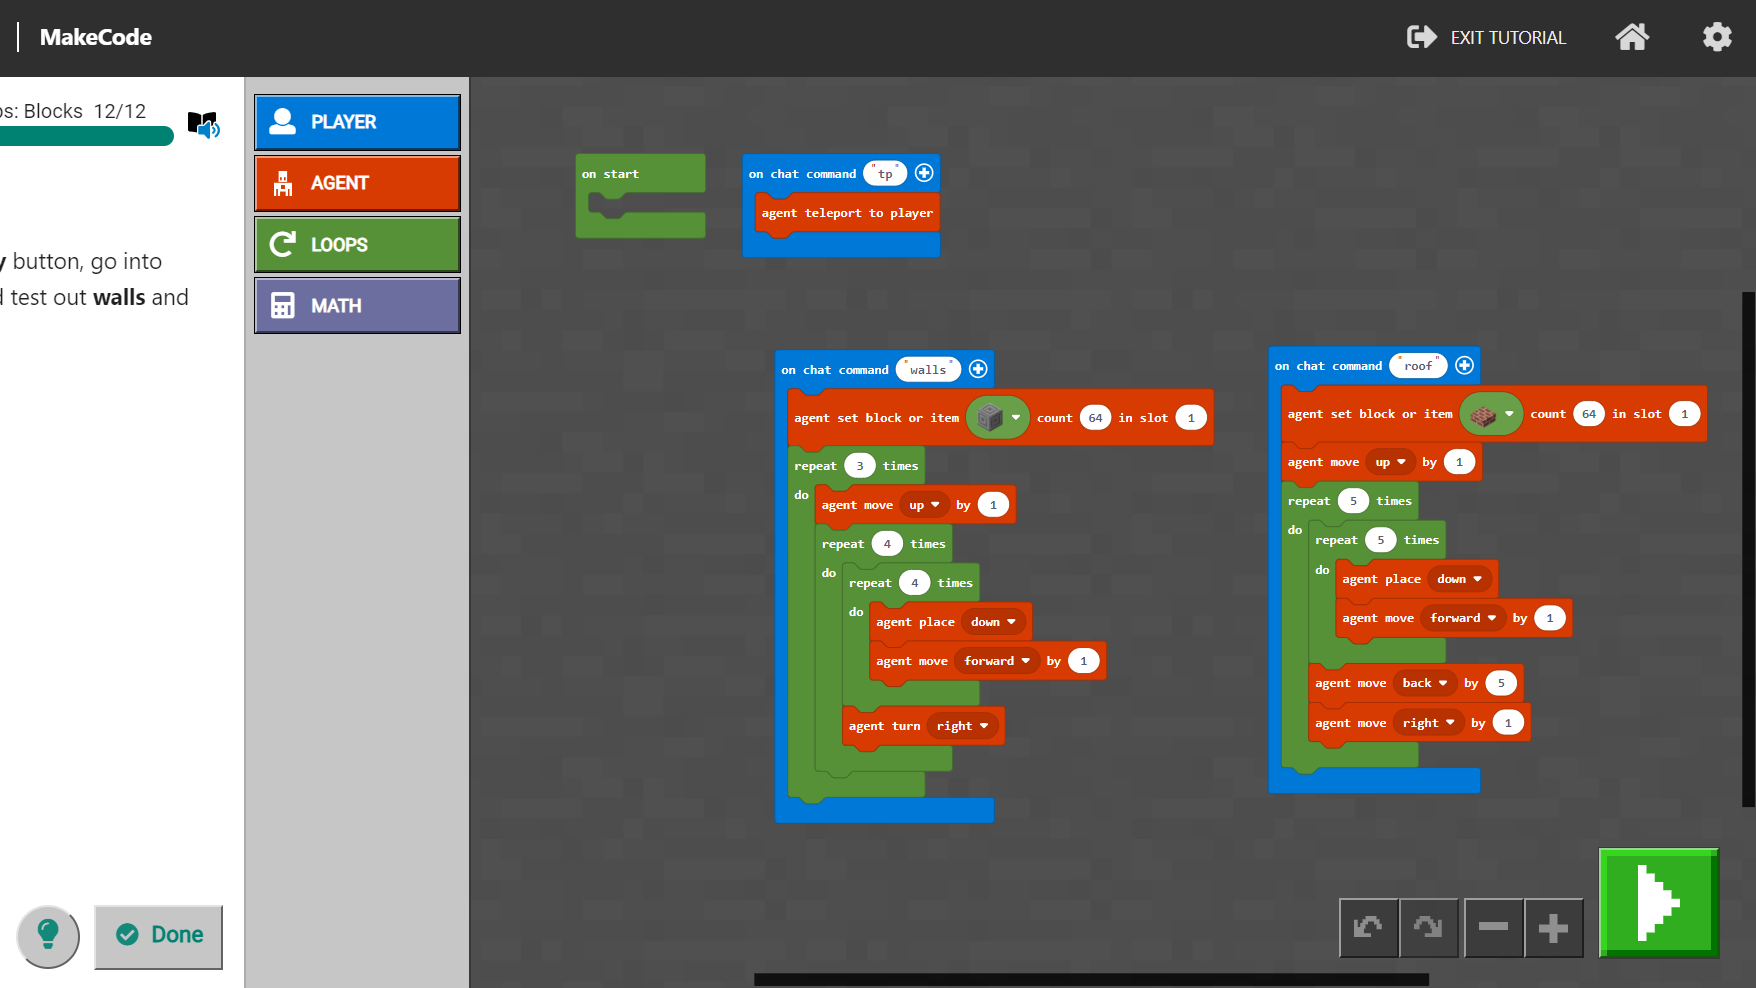 MakeCode
EXIT TUTORIAL
Blocks 12/12
button, go into
test out walls and
Done
PLAYER
AGENT
LOOPS
MATH
on start
on chat command "tp"
agent teleport to player
on chat command "walls"
agent set block or item count 64 in slot 1
repeat 3 times
do
agent move up by 1
repeat 4 times
do
repeat 4 times
do
agent place down
agent move forward by 1
agent turn right
on chat command "roof"
agent set block or item count 64 in slot 1
agent move up by 1
repeat 5 times
do
repeat 5 times
do
agent place down
agent move forward by 1
agent move back by 5
agent move right by 1